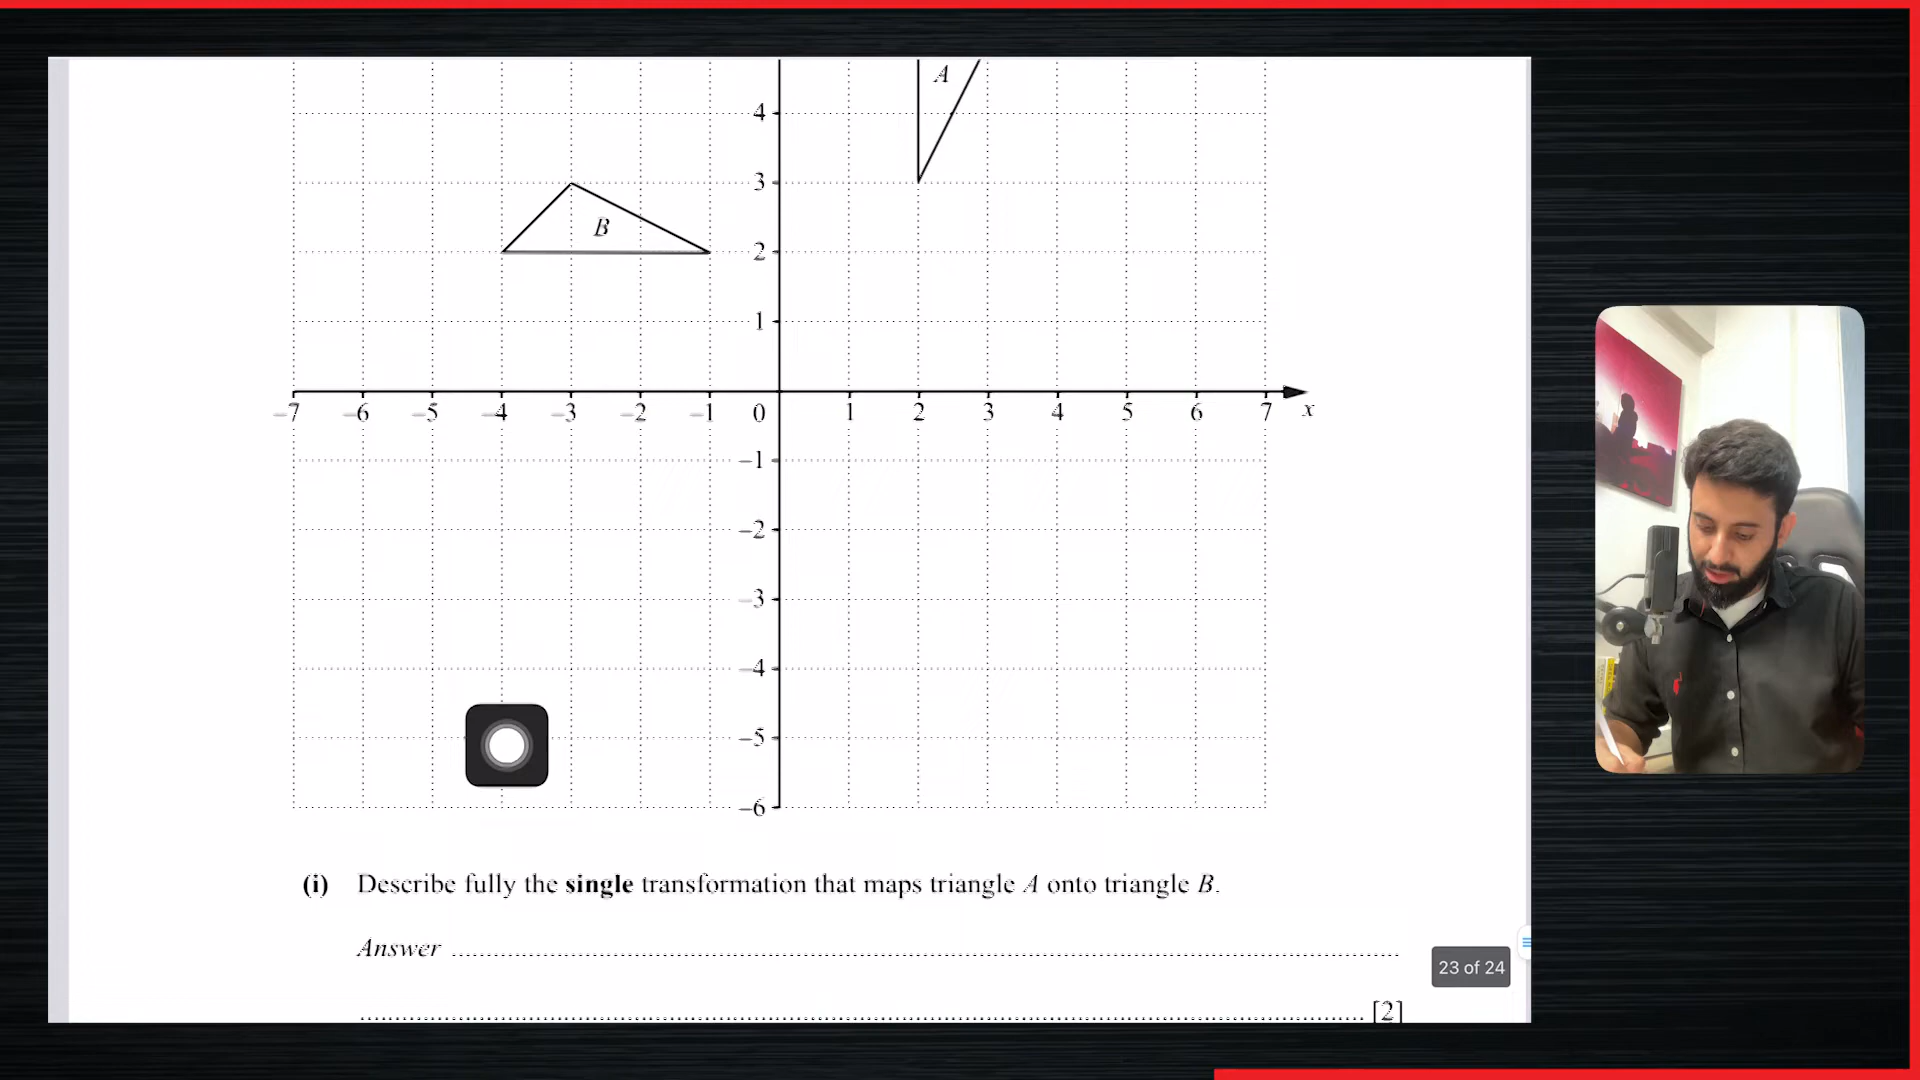 A
4
3
B
2
1
-7 -6 -5 -4 -3 -2 -1 0 1 2 3 4 5 6 7 x
-1
-2
-3
-4
-5
-6
(i) Describe fully the single transformation that maps triangle A onto triangle B.
Answer ........................................................................
........................................................................ [2]
23 of 24